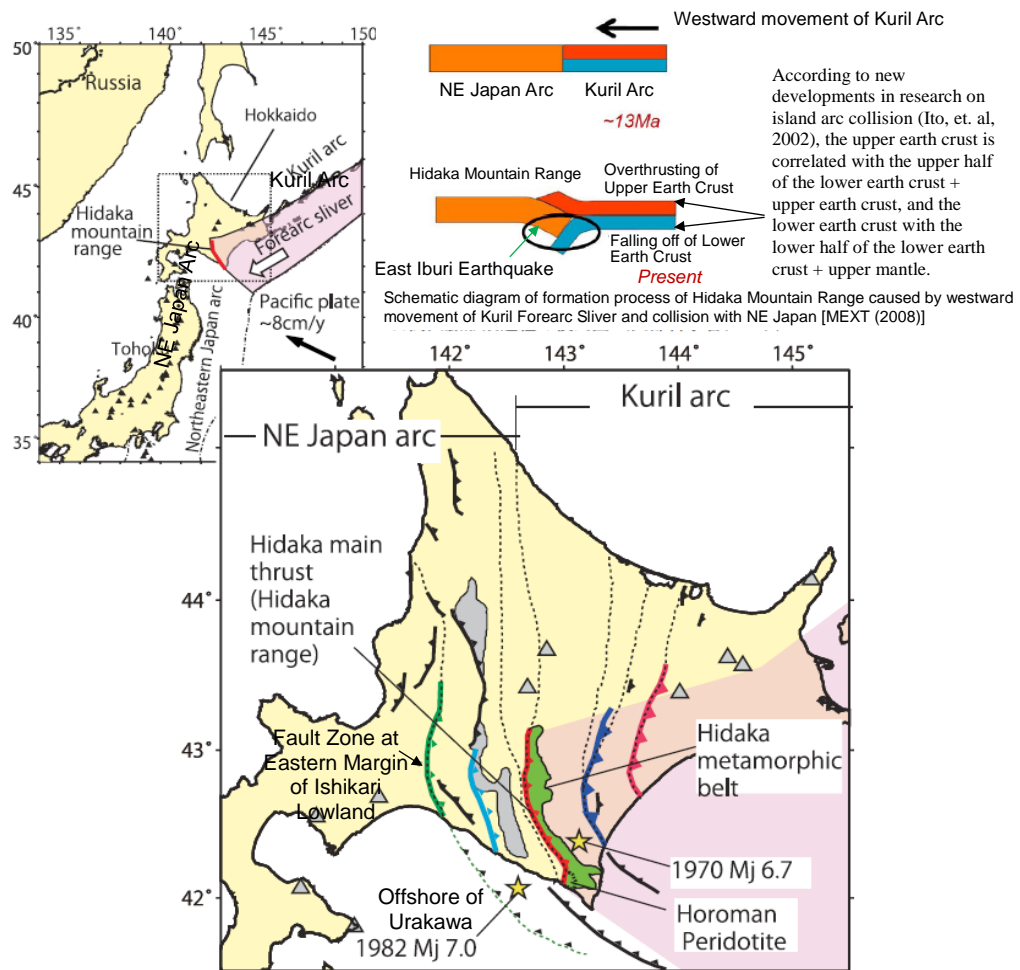 135°
140°
145°
150
50
45
40
35
Russia
Hokkaido
Kuril arc
Kuril Arc
Hidaka
mountain
range
Forearc sliver
NE Japan Arc
Pacific plate
~8cm/y
Northeastern Japan arc
Westward movement of Kuril Arc
NE Japan Arc
Kuril Arc
~13Ma
Hidaka Mountain Range
Overthrusting of
Upper Earth Crust
Falling off of Lower
Earth Crust
East Iburi Earthquake
Present
According to new
developments in research on
island arc collision (Ito, et. al,
2002), the upper earth crust is
correlated with the upper half
of the lower earth crust +
upper earth crust, and the
lower earth crust with the
lower half of the lower earth
crust + upper mantle.
Schematic diagram of formation process of Hidaka Mountain Range caused by westward
movement of Kuril Forearc Sliver and collision with NE Japan [MEXT (2008)]
142°
143°
144°
145°
44°
43°
42°
NE Japan arc
Kuril arc
Hidaka main
thrust
(Hidaka
mountain
range)
Fault Zone at
Eastern Margin
of Ishikari
Lowland
Hidaka
metamorphic
belt
1970 Mj 6.7
Offshore of
Urakawa
1982 Mj 7.0
Horoman
Peridotite